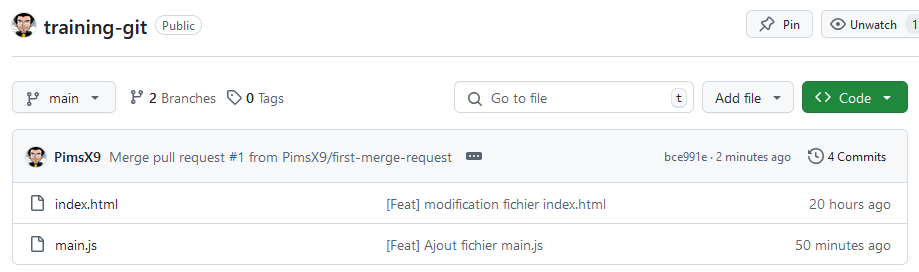 training-git Public Pin Unwatch 1
main 2 Branches 0 Tags Go to file t Add file Code
PimsX9 Merge pull request #1 from PimsX9/first-merge-request bce991e · 2 minutes ago 4 Commits
index.html [Feat] modification fichier index.html 20 hours ago
main.js [Feat] Ajout fichier main.js 50 minutes ago